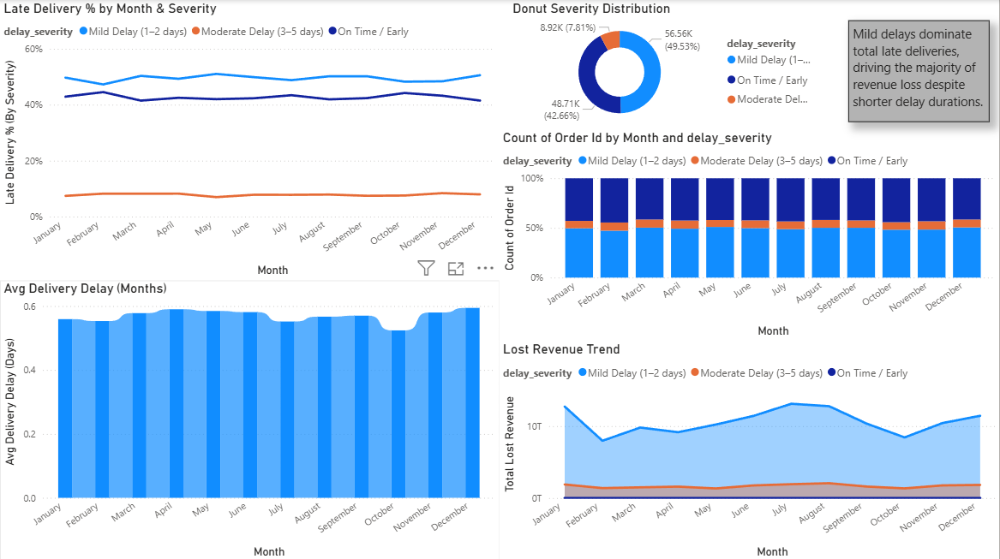 Late Delivery % by Month & Severity
delay_severity Mild Delay (1–2 days) Moderate Delay (3–5 days) On Time / Early
Late Delivery % (By Severity)
60%
40%
20%
0%
January February March April May June July August September October November December
Month
Donut Severity Distribution
8.92K (7.81%)
56.56K
(49.53%)
48.71K
(42.66%)
delay_severity
Mild Delay (1–...
On Time / Early
Moderate Del...
Mild delays dominate
total late deliveries,
driving the majority of
revenue loss despite
shorter delay durations.
Count of Order Id by Month and delay_severity
delay_severity Mild Delay (1–2 days) Moderate Delay (3–5 days) On Time / Early
Count of Order Id
100%
50%
0%
January February March April May June July August September October November December
Month
Avg Delivery Delay (Months)
Avg Delivery Delay (Days)
0.6
0.4
0.2
0.0
January February March April May June July August September October November December
Month
Lost Revenue Trend
delay_severity Mild Delay (1–2 days) Moderate Delay (3–5 days) On Time / Early
Total Lost Revenue
10T
0T
January February March April May June July August September October November December
Month